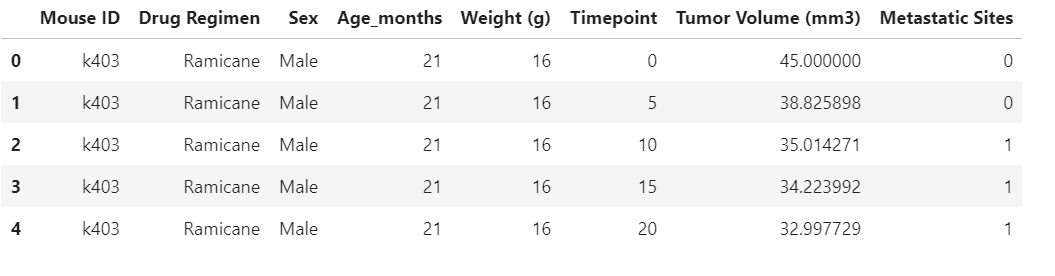 Mouse ID Drug Regimen Sex Age_months Weight (g) Timepoint Tumor Volume (mm3) Metastatic Sites
0 k403 Ramicane Male 21 16 0 45.000000 0
1 k403 Ramicane Male 21 16 5 38.825898 0
2 k403 Ramicane Male 21 16 10 35.014271 1
3 k403 Ramicane Male 21 16 15 34.223992 1
4 k403 Ramicane Male 21 16 20 32.997729 1